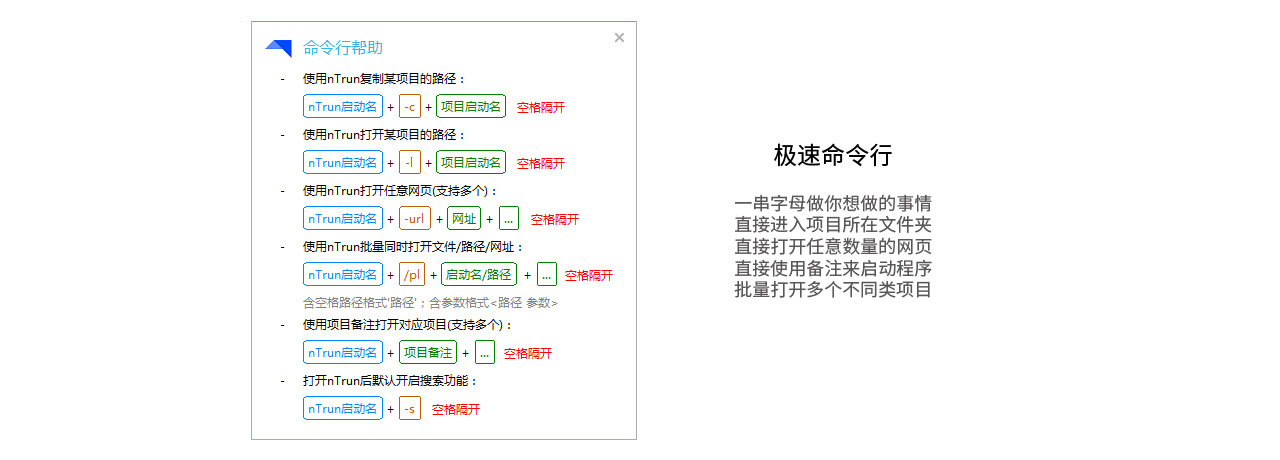 命令行帮助
- 使用nTrun复制某项目的路径：
nTrun启动名 + -c + 项目启动名 空格隔开
- 使用nTrun打开某项目的路径：
nTrun启动名 + -l + 项目启动名 空格隔开
- 使用nTrun打开任意网页(支持多个)：
nTrun启动名 + -url + 网址 + ... 空格隔开
- 使用nTrun批量同时打开文件/路径/网址：
nTrun启动名 + /pl + 启动名/路径 + ... 空格隔开
含空格路径格式'路径'；含参数格式<路径 参数>
- 使用项目备注打开对应项目(支持多个)：
nTrun启动名 + 项目备注 + ... 空格隔开
- 打开nTrun后默认开启搜索功能：
nTrun启动名 + -s 空格隔开
极速命令行
一串字母做你想做的事情
直接进入项目所在文件夹
直接打开任意数量的网页
直接使用备注来启动程序
批量打开多个不同类项目